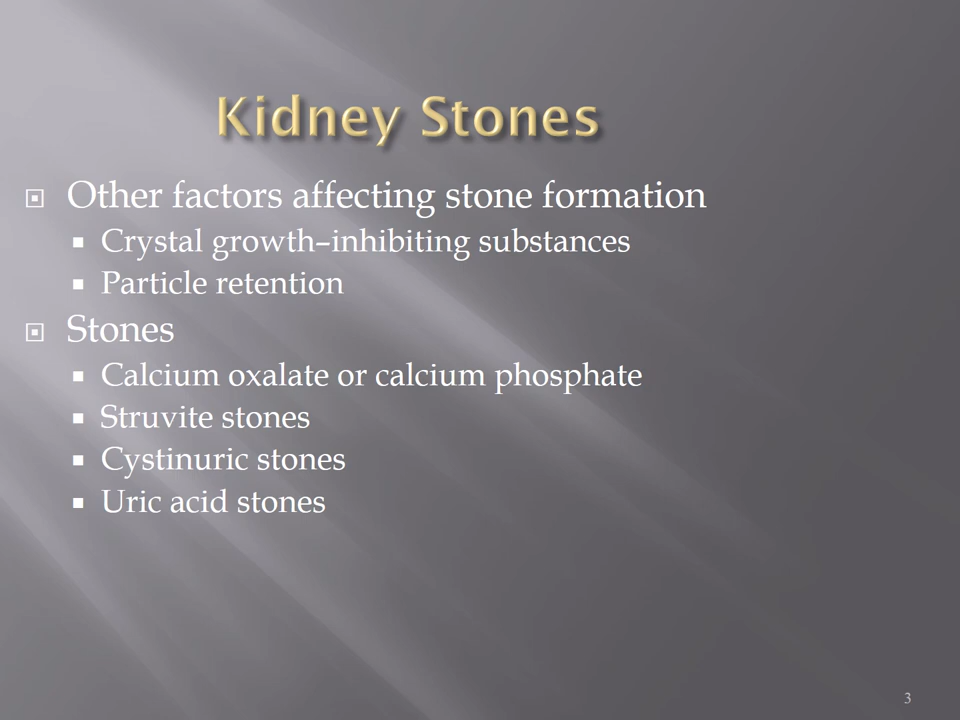 Kidney Stones
Other factors affecting stone formation
Crystal growth–inhibiting substances
Particle retention
Stones
Calcium oxalate or calcium phosphate
Struvite stones
Cystinuric stones
Uric acid stones
3